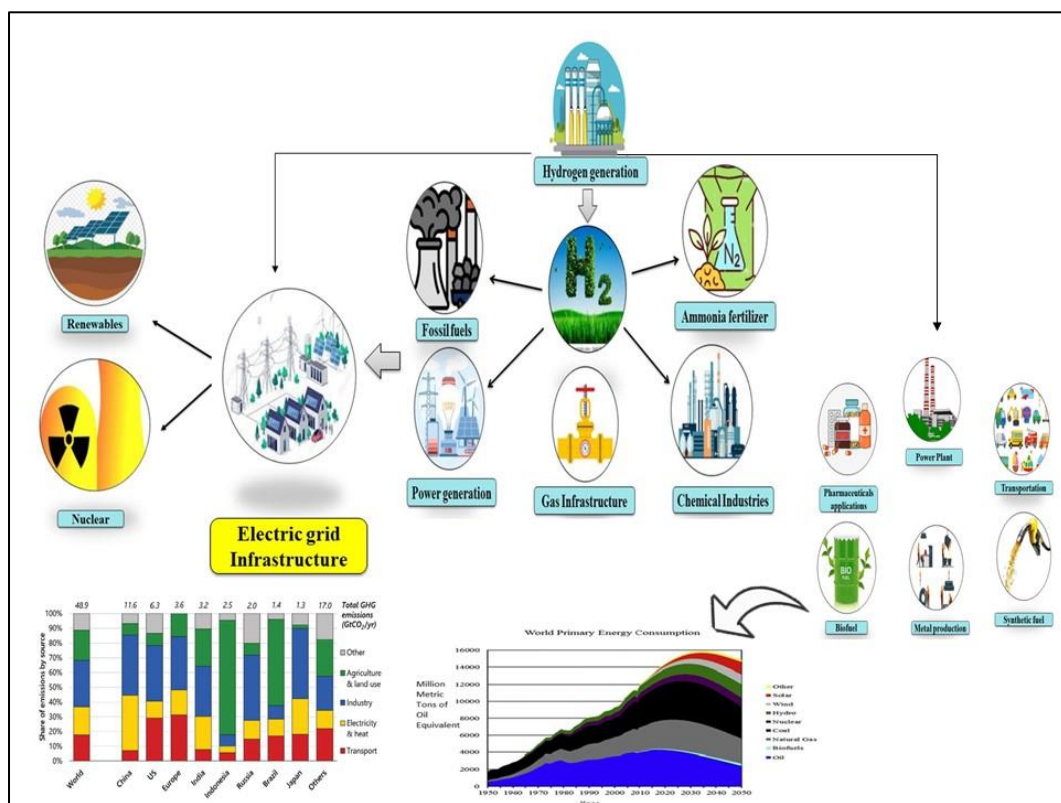 Hydrogen generation
H2
E
N2
Renewables
Fossil fuels
Ammonia fertilizer
Nuclear
Power generation
Gas Infrastructure
Chemical Industries
Electric grid
Infrastructure
Pharmaceuticals
applications
Power Plant
Transportation
BIO
Biofuel
Metal production
Synthetic fuel
48.9 11.6 6.3 3.6 3.2 2.5 2.0 1.4 1.3 17.0
Total GHG
emissions
(GtCO2/yr)
Share of emissions by source
100%
90%
80%
70%
60%
50%
40%
30%
20%
10%
0%
World
China
US
Europe
India
Indonesia
Russia
Brazil
Japan
Others
Other
Agriculture
& land use
Industry
Electricity
& heat
Transport
World Primary Energy Consumption
Million
Metric
Tons of
Oil
Equivalent
16000
14000
12000
10000
8000
6000
4000
2000
0
1950 1960 1970 1980 1990 2000 2010 2020 2030 2040 2050
Other
Solar
Wind
Hydro
Nuclear
Coal
Natural Gas
Biofuels
Oil